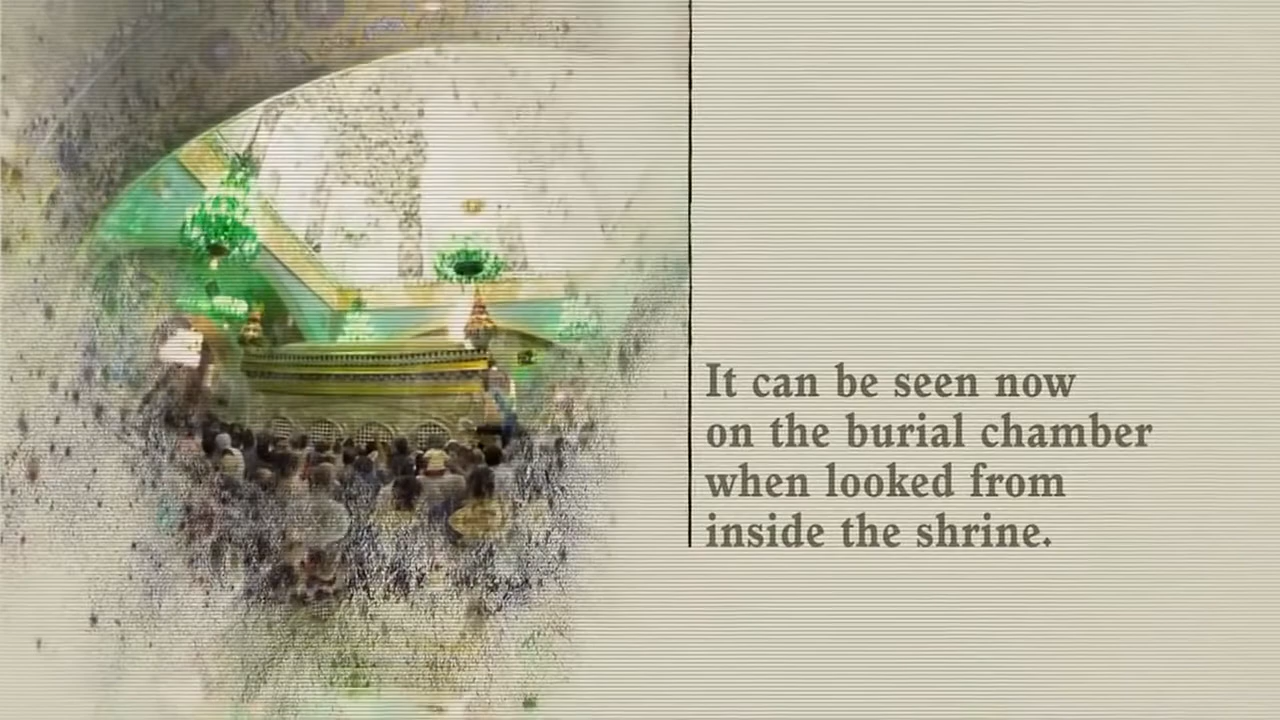 It can be seen now
on the burial chamber
when looked from
inside the shrine.